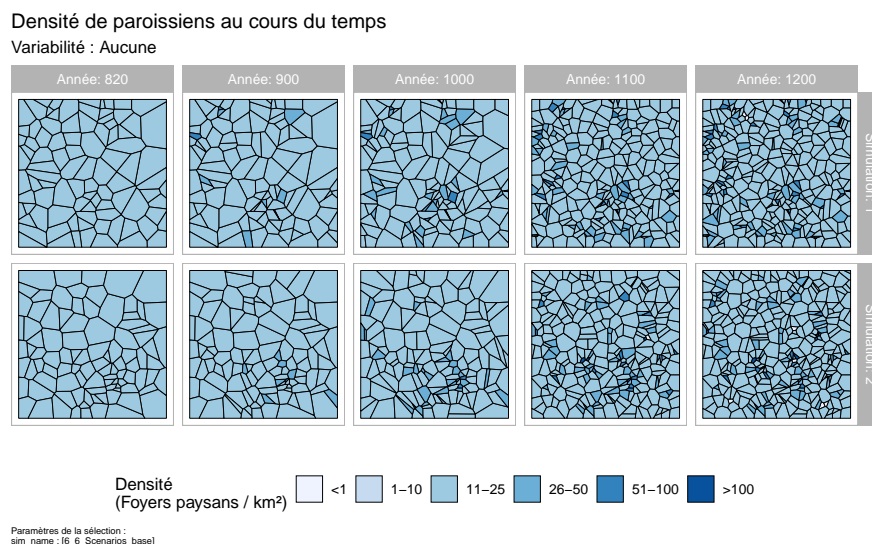 Densité de paroissiens au cours du temps
Variabilité : Aucune
Année: 820
Année: 900
Année: 1000
Année: 1100
Année: 1200
Simulation: 1
Simulation: 2
Densité
(Foyers paysans / km²)
<1
1–10
11–25
26–50
51–100
>100
Paramètres de la sélection :
sim_name : [6_6_Scenarios_base]